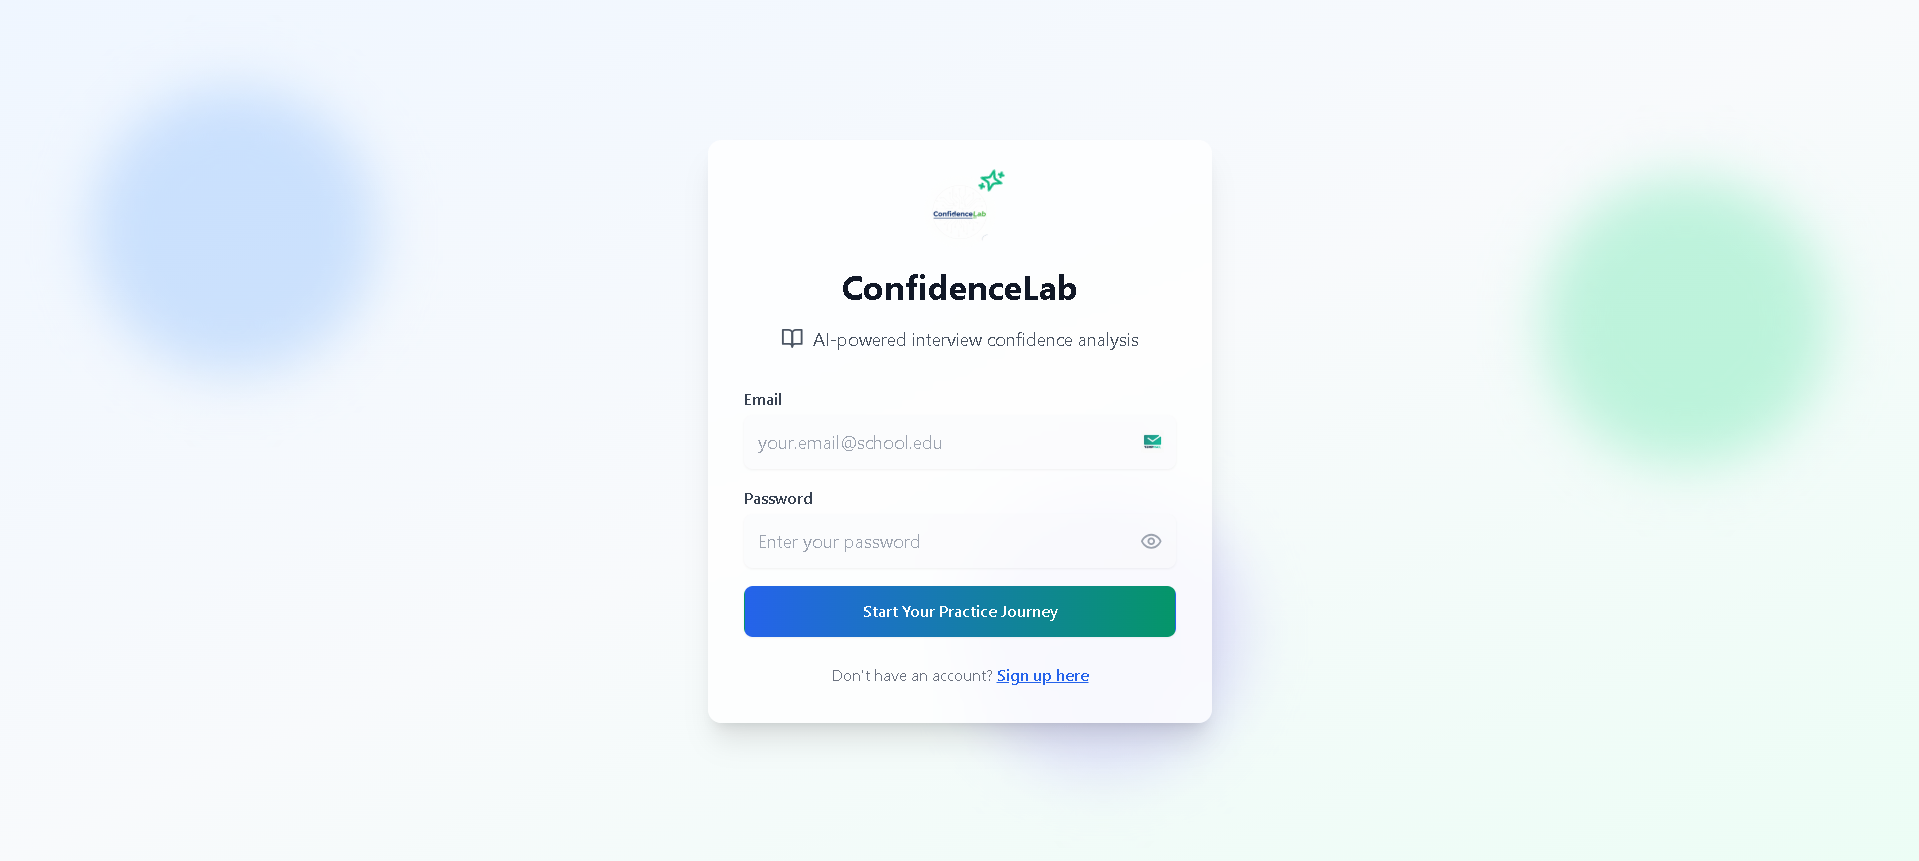 ConfidenceLab
ConfidenceLab
AI-powered interview confidence analysis
Email
your.email@school.edu
Password
Enter your password
Start Your Practice Journey
Don't have an account? Sign up here